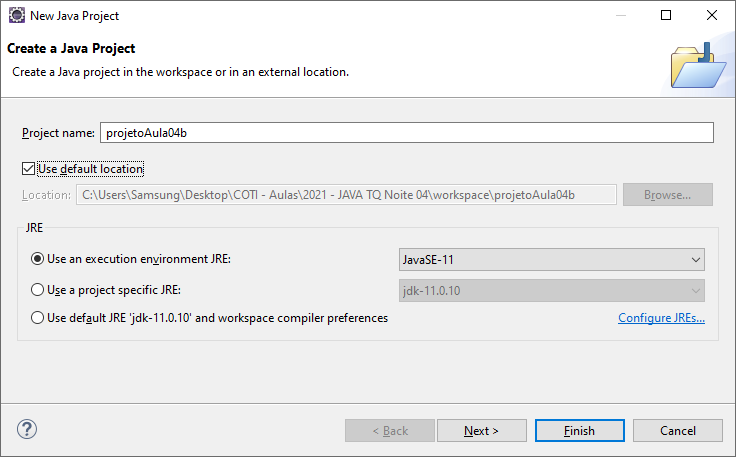 New Java Project
Create a Java Project
Create a Java project in the workspace or in an external location.
Project name: projetoAula04b
Use default location
Location: C:\Users\Samsung\Desktop\COTI - Aulas\2021 - JAVA TQ Noite 04\workspace\projetoAula04b Browse...
JRE
Use an execution environment JRE: JavaSE-11
Use a project specific JRE: jdk-11.0.10
Use default JRE 'jdk-11.0.10' and workspace compiler preferences Configure JREs...
? < Back Next > Finish Cancel